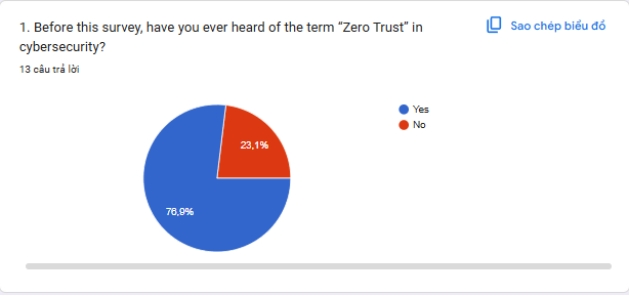 1. Before this survey, have you ever heard of the term “Zero Trust” in
cybersecurity?
Sao chép biểu đồ
13 câu trả lời
Yes
No
23,1%
76,9%